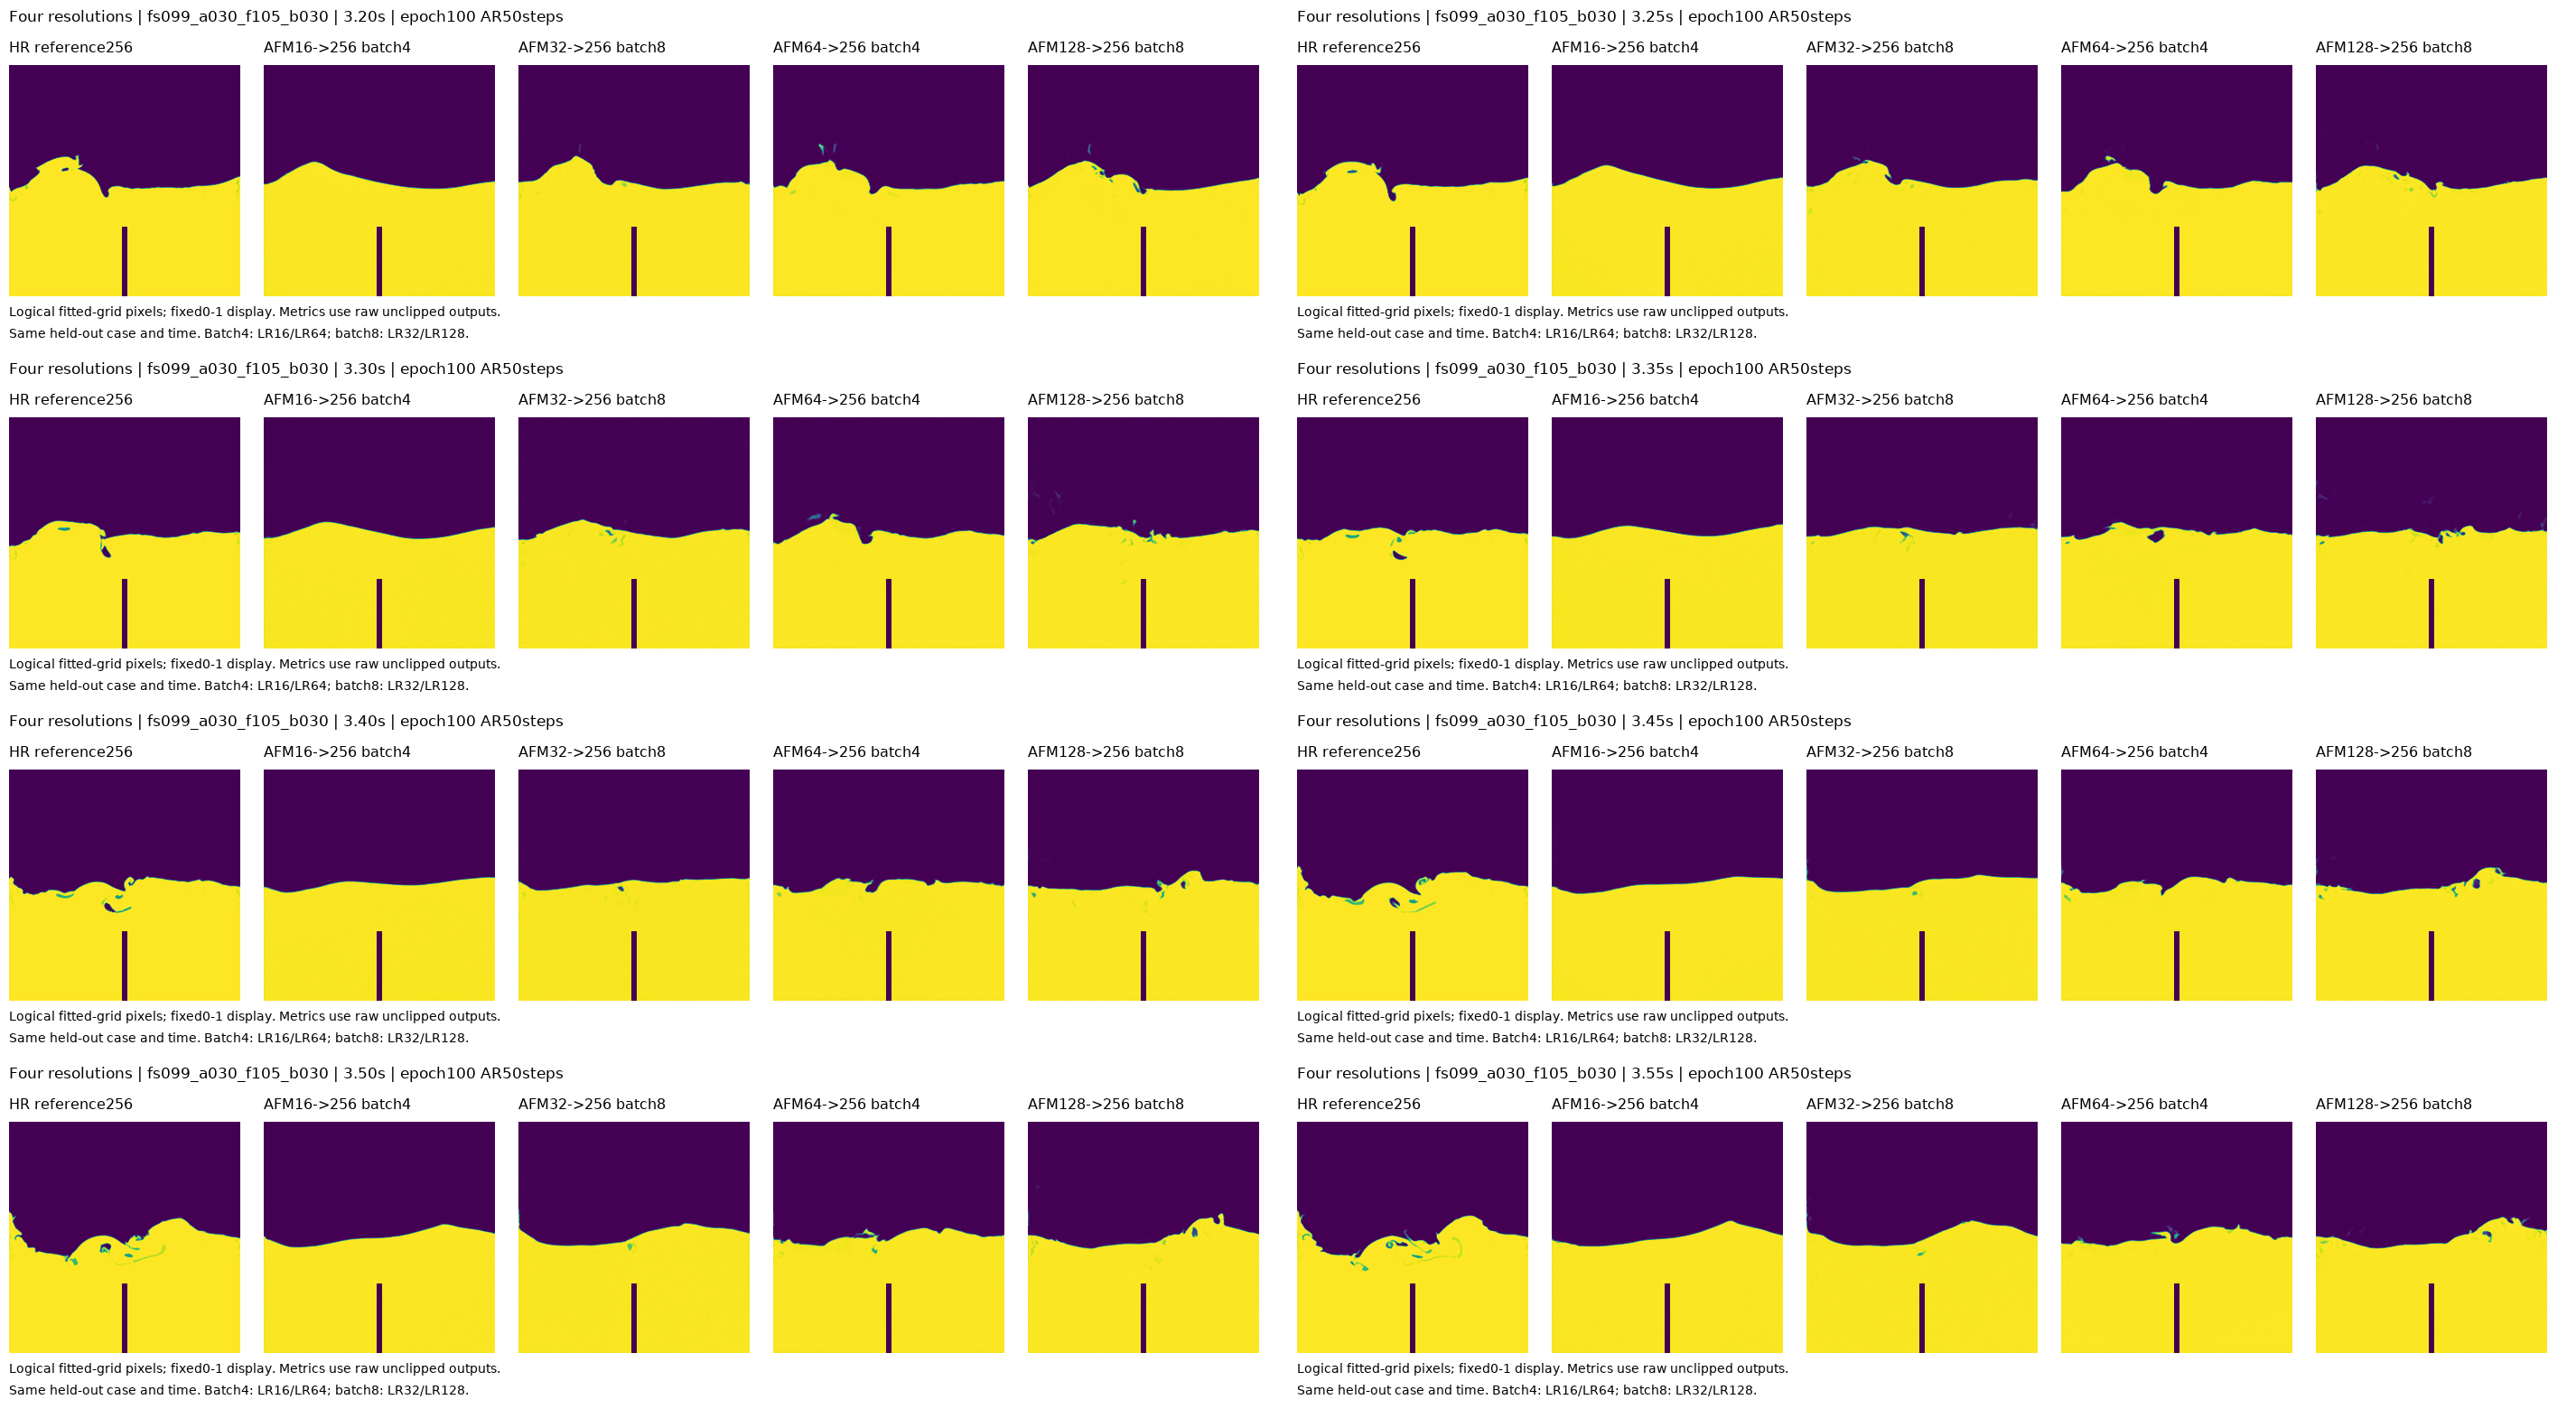 Four resolutions | fs099_a030_f105_b030 | 3.20s | epoch100 AR50steps
HR reference256 AFM16->256 batch4 AFM32->256 batch8 AFM64->256 batch4 AFM128->256 batch8
Logical fitted-grid pixels; fixed0-1 display. Metrics use raw unclipped outputs.
Same held-out case and time. Batch4: LR16/LR64; batch8: LR32/LR128.
Four resolutions | fs099_a030_f105_b030 | 3.25s | epoch100 AR50steps
HR reference256 AFM16->256 batch4 AFM32->256 batch8 AFM64->256 batch4 AFM128->256 batch8
Logical fitted-grid pixels; fixed0-1 display. Metrics use raw unclipped outputs.
Same held-out case and time. Batch4: LR16/LR64; batch8: LR32/LR128.
Four resolutions | fs099_a030_f105_b030 | 3.30s | epoch100 AR50steps
HR reference256 AFM16->256 batch4 AFM32->256 batch8 AFM64->256 batch4 AFM128->256 batch8
Logical fitted-grid pixels; fixed0-1 display. Metrics use raw unclipped outputs.
Same held-out case and time. Batch4: LR16/LR64; batch8: LR32/LR128.
Four resolutions | fs099_a030_f105_b030 | 3.35s | epoch100 AR50steps
HR reference256 AFM16->256 batch4 AFM32->256 batch8 AFM64->256 batch4 AFM128->256 batch8
Logical fitted-grid pixels; fixed0-1 display. Metrics use raw unclipped outputs.
Same held-out case and time. Batch4: LR16/LR64; batch8: LR32/LR128.
Four resolutions | fs099_a030_f105_b030 | 3.40s | epoch100 AR50steps
HR reference256 AFM16->256 batch4 AFM32->256 batch8 AFM64->256 batch4 AFM128->256 batch8
Logical fitted-grid pixels; fixed0-1 display. Metrics use raw unclipped outputs.
Same held-out case and time. Batch4: LR16/LR64; batch8: LR32/LR128.
Four resolutions | fs099_a030_f105_b030 | 3.45s | epoch100 AR50steps
HR reference256 AFM16->256 batch4 AFM32->256 batch8 AFM64->256 batch4 AFM128->256 batch8
Logical fitted-grid pixels; fixed0-1 display. Metrics use raw unclipped outputs.
Same held-out case and time. Batch4: LR16/LR64; batch8: LR32/LR128.
Four resolutions | fs099_a030_f105_b030 | 3.50s | epoch100 AR50steps
HR reference256 AFM16->256 batch4 AFM32->256 batch8 AFM64->256 batch4 AFM128->256 batch8
Logical fitted-grid pixels; fixed0-1 display. Metrics use raw unclipped outputs.
Same held-out case and time. Batch4: LR16/LR64; batch8: LR32/LR128.
Four resolutions | fs099_a030_f105_b030 | 3.55s | epoch100 AR50steps
HR reference256 AFM16->256 batch4 AFM32->256 batch8 AFM64->256 batch4 AFM128->256 batch8
Logical fitted-grid pixels; fixed0-1 display. Metrics use raw unclipped outputs.
Same held-out case and time. Batch4: LR16/LR64; batch8: LR32/LR128.